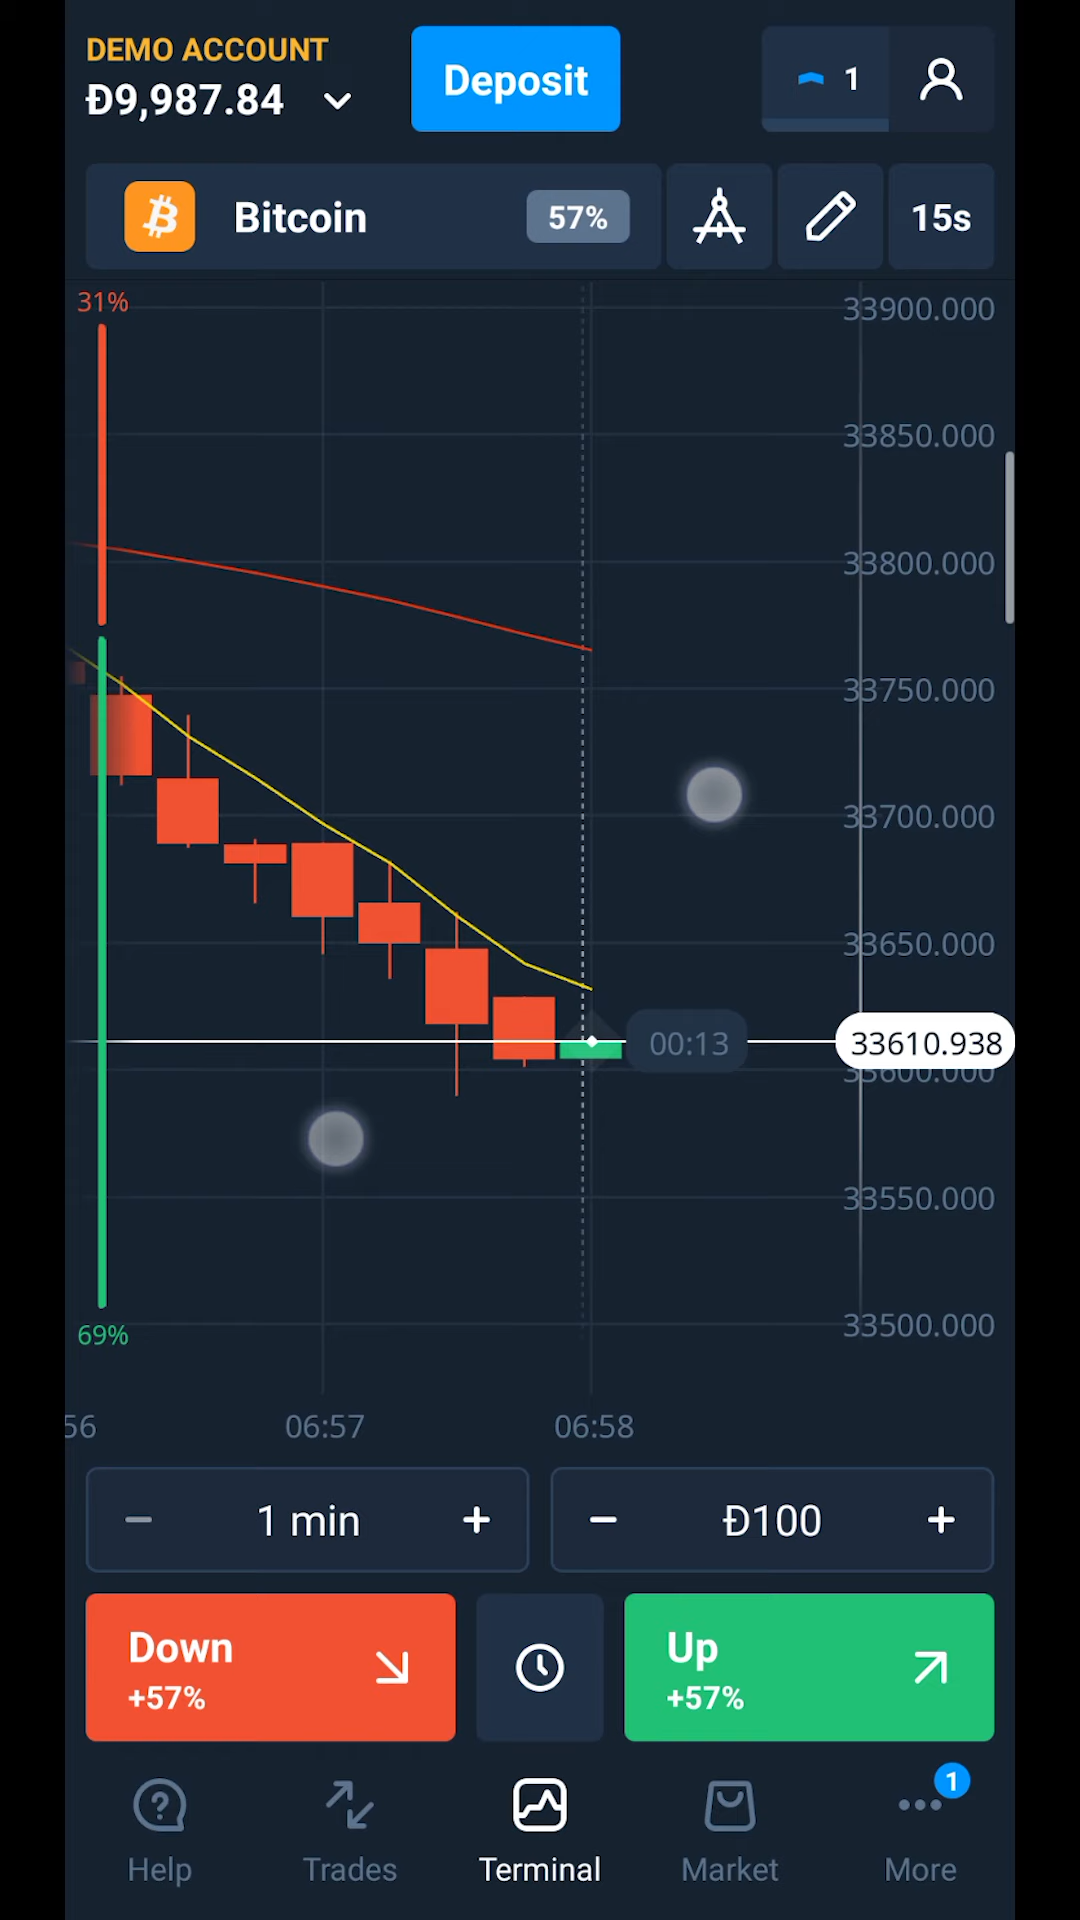 DEMO ACCOUNT
Đ9,987.84
Deposit
1
Bitcoin
57%
15s
31%
33900.000
33850.000
33800.000
33750.000
33700.000
33650.000
00:13
33610.938
33600.000
33550.000
33500.000
69%
56
06:57
06:58
1 min
Đ100
Down
+57%
Up
+57%
1
Help
Trades
Terminal
Market
More